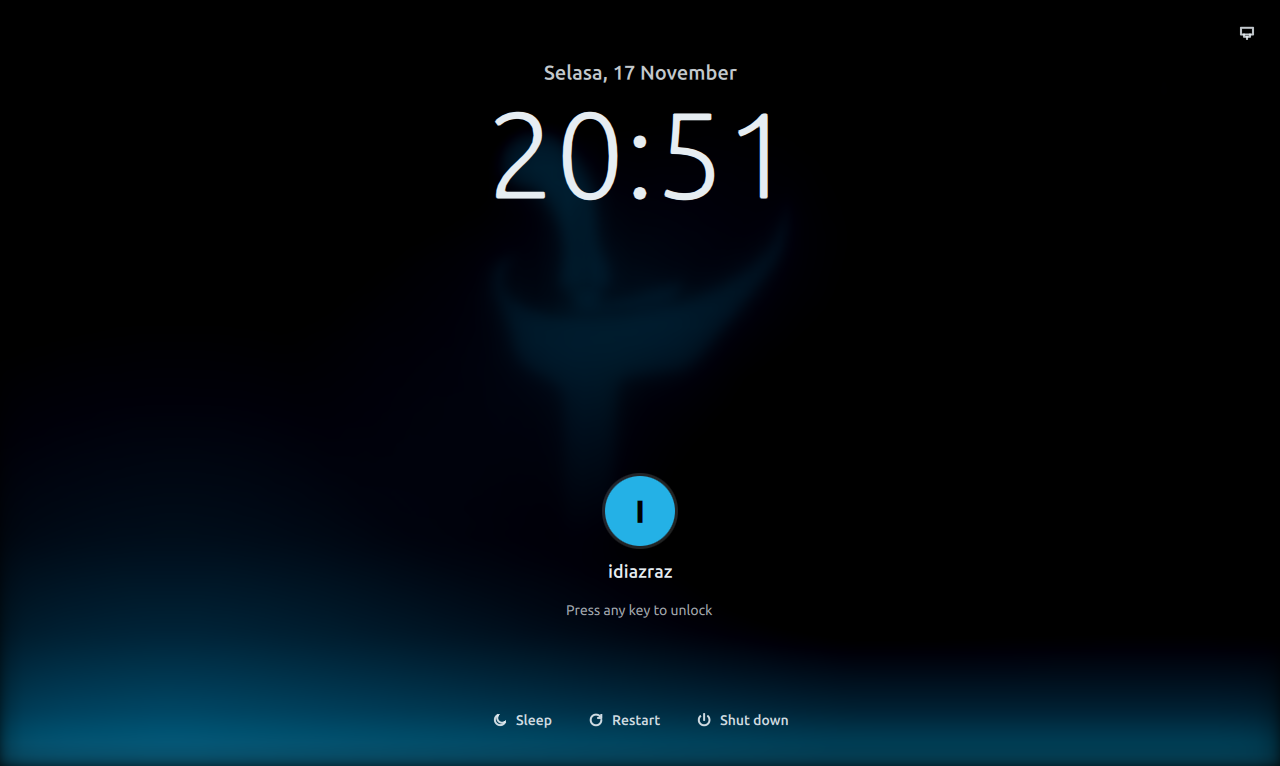 Selasa, 17 November
20:51
I
idiazraz
Press any key to unlock
Sleep Restart Shut down